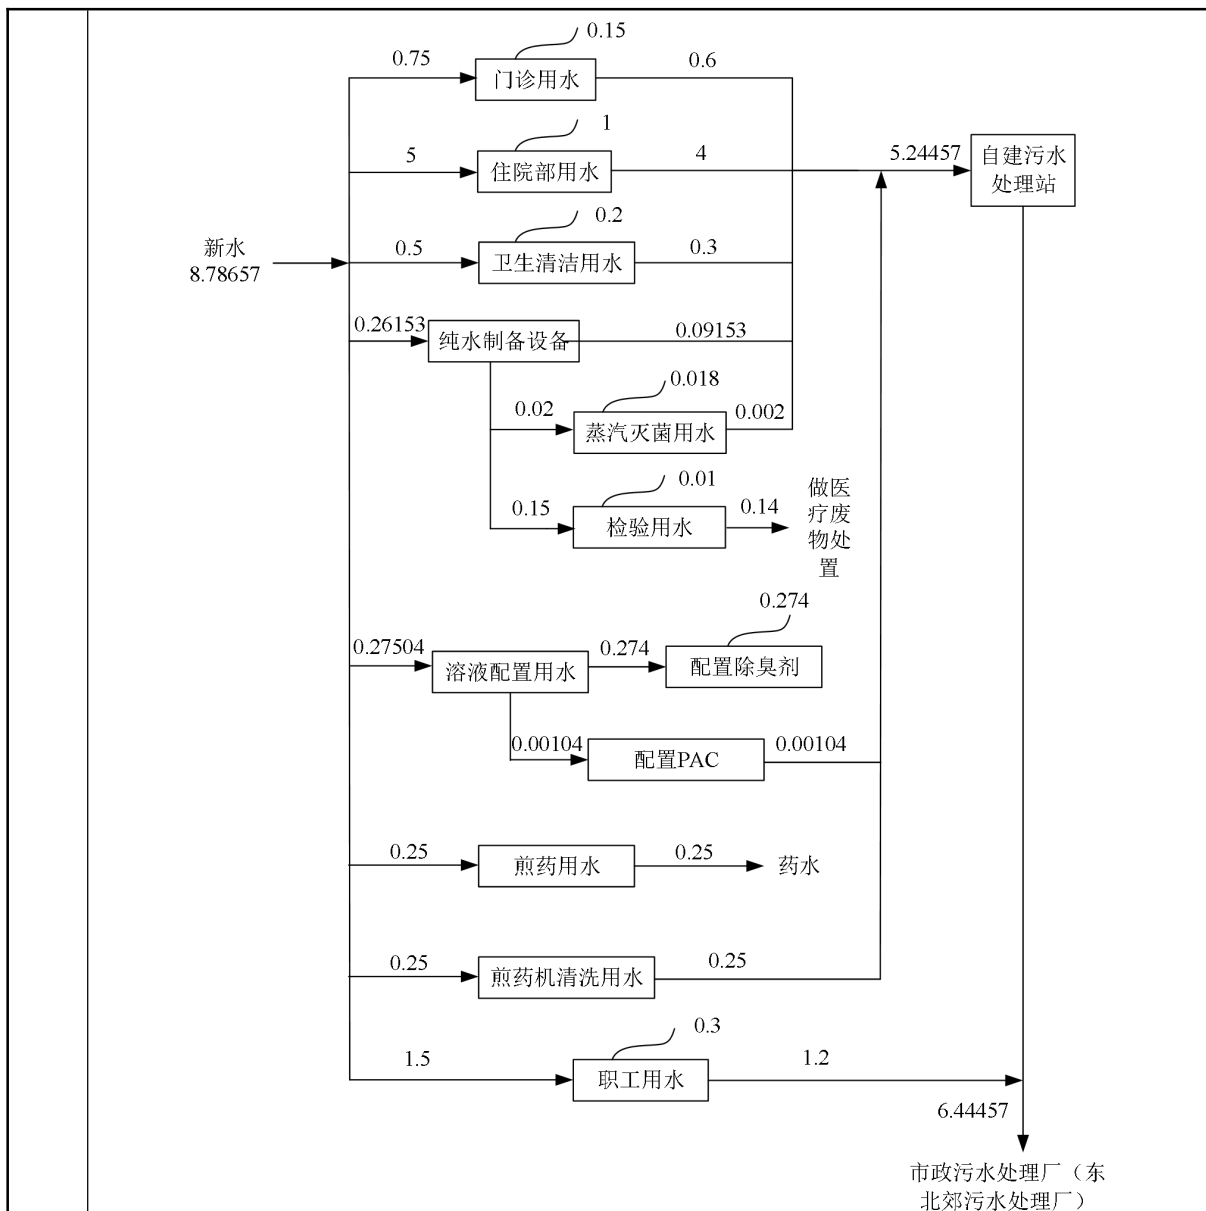 0.15
0.75
门诊用水
0.6
1
5
住院部用水
4
5.24457
自建污水
处理站
0.2
新水
8.78657
0.5
卫生清洁用水
0.3
0.26153
纯水制备设备
0.09153
0.018
0.02
蒸汽灭菌用水
0.002
0.01
0.15
检验用水
0.14
做医
疗废
物处
置
0.274
0.27504
溶液配置用水
0.274
配置除臭剂
0.00104
配置PAC
0.00104
0.25
煎药用水
0.25
药水
0.25
煎药机清洗用水
0.25
0.3
1.5
职工用水
1.2
6.44457
市政污水处理厂（东
北郊污水处理厂）